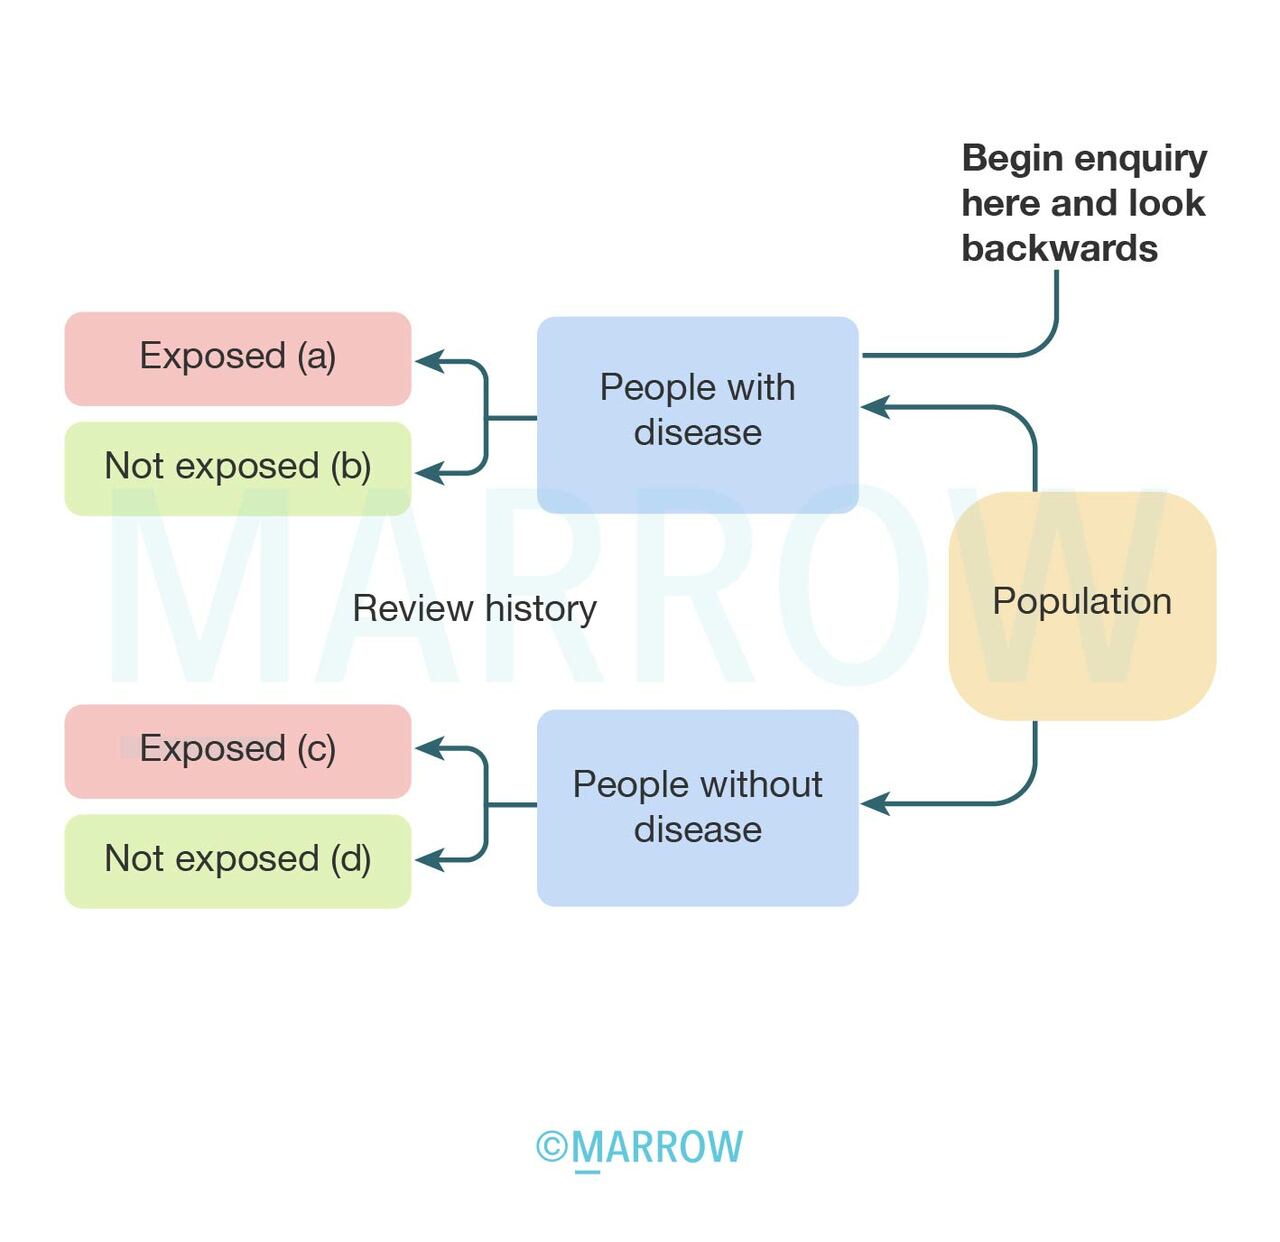 Begin enquiry
here and look
backwards
Exposed (a)
Not exposed (b)
People with
disease
Review history
Population
Exposed (c)
Not exposed (d)
People without
disease
MARROW
©MARROW